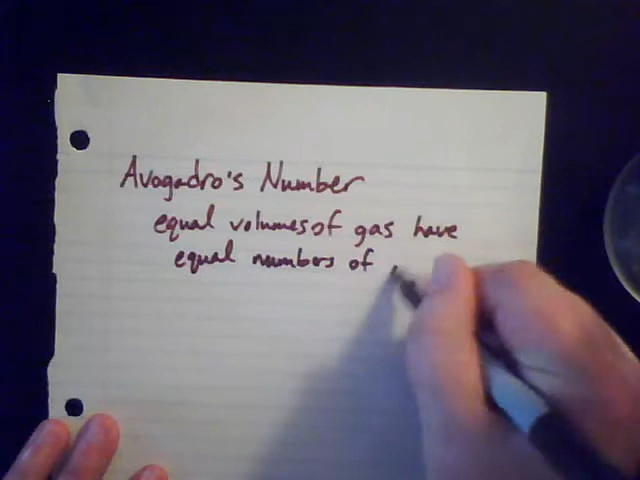 Avogadro's Number
equal volumes of gas have
equal numbers of